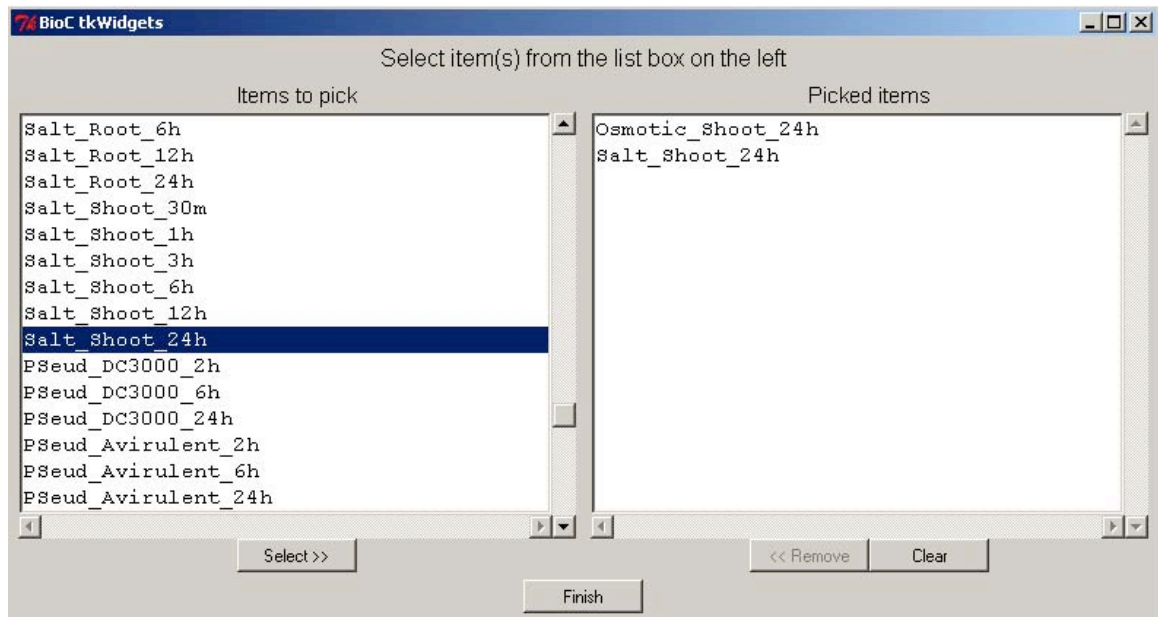 BioC tkWidgets
Select item(s) from the list box on the left
Items to pick
Salt_Root_6h
Salt_Root_12h
Salt_Root_24h
Salt_Shoot_30m
Salt_Shoot_1h
Salt_Shoot_3h
Salt_Shoot_6h
Salt_Shoot_12h
Salt_Shoot_24h
PSeud_DC3000_2h
PSeud_DC3000_6h
PSeud_DC3000_24h
PSeud_Avirulent_2h
PSeud_Avirulent_6h
PSeud_Avirulent_24h
Select >>
Picked items
Osmotic_Shoot_24h
Salt_Shoot_24h
<< Remove
Clear
Finish